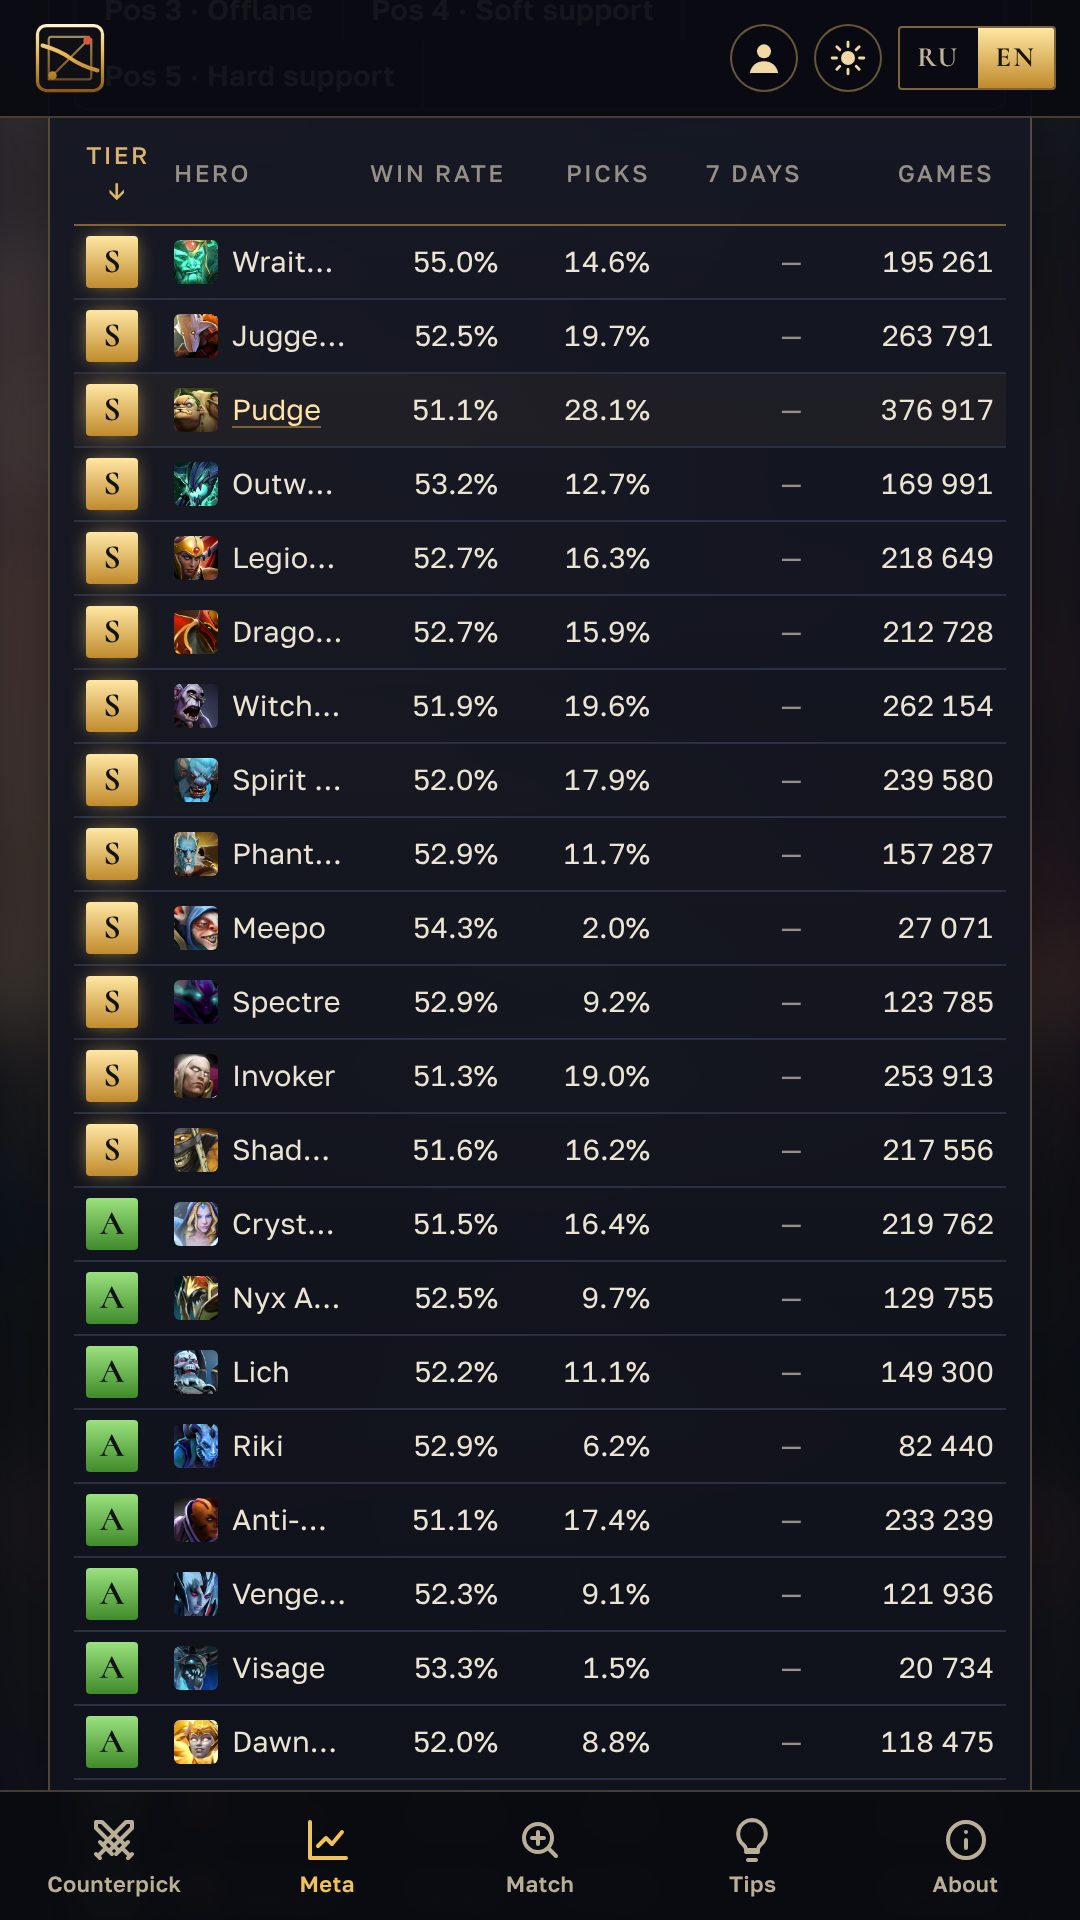 Pos 3 · Offlane Pos 4 · Soft support
Pos 5 · Hard support
RU EN
TIER ↓ HERO WIN RATE PICKS 7 DAYS GAMES
S Wrait... 55.0% 14.6% — 195 261
S Jugge... 52.5% 19.7% — 263 791
S Pudge 51.1% 28.1% — 376 917
S Outw... 53.2% 12.7% — 169 991
S Legio... 52.7% 16.3% — 218 649
S Drago... 52.7% 15.9% — 212 728
S Witch... 51.9% 19.6% — 262 154
S Spirit ... 52.0% 17.9% — 239 580
S Phant... 52.9% 11.7% — 157 287
S Meepo 54.3% 2.0% — 27 071
S Spectre 52.9% 9.2% — 123 785
S Invoker 51.3% 19.0% — 253 913
S Shad... 51.6% 16.2% — 217 556
A Cryst... 51.5% 16.4% — 219 762
A Nyx A... 52.5% 9.7% — 129 755
A Lich 52.2% 11.1% — 149 300
A Riki 52.9% 6.2% — 82 440
A Anti-... 51.1% 17.4% — 233 239
A Venge... 52.3% 9.1% — 121 936
A Visage 53.3% 1.5% — 20 734
A Dawn... 52.0% 8.8% — 118 475
Counterpick Meta Match Tips About